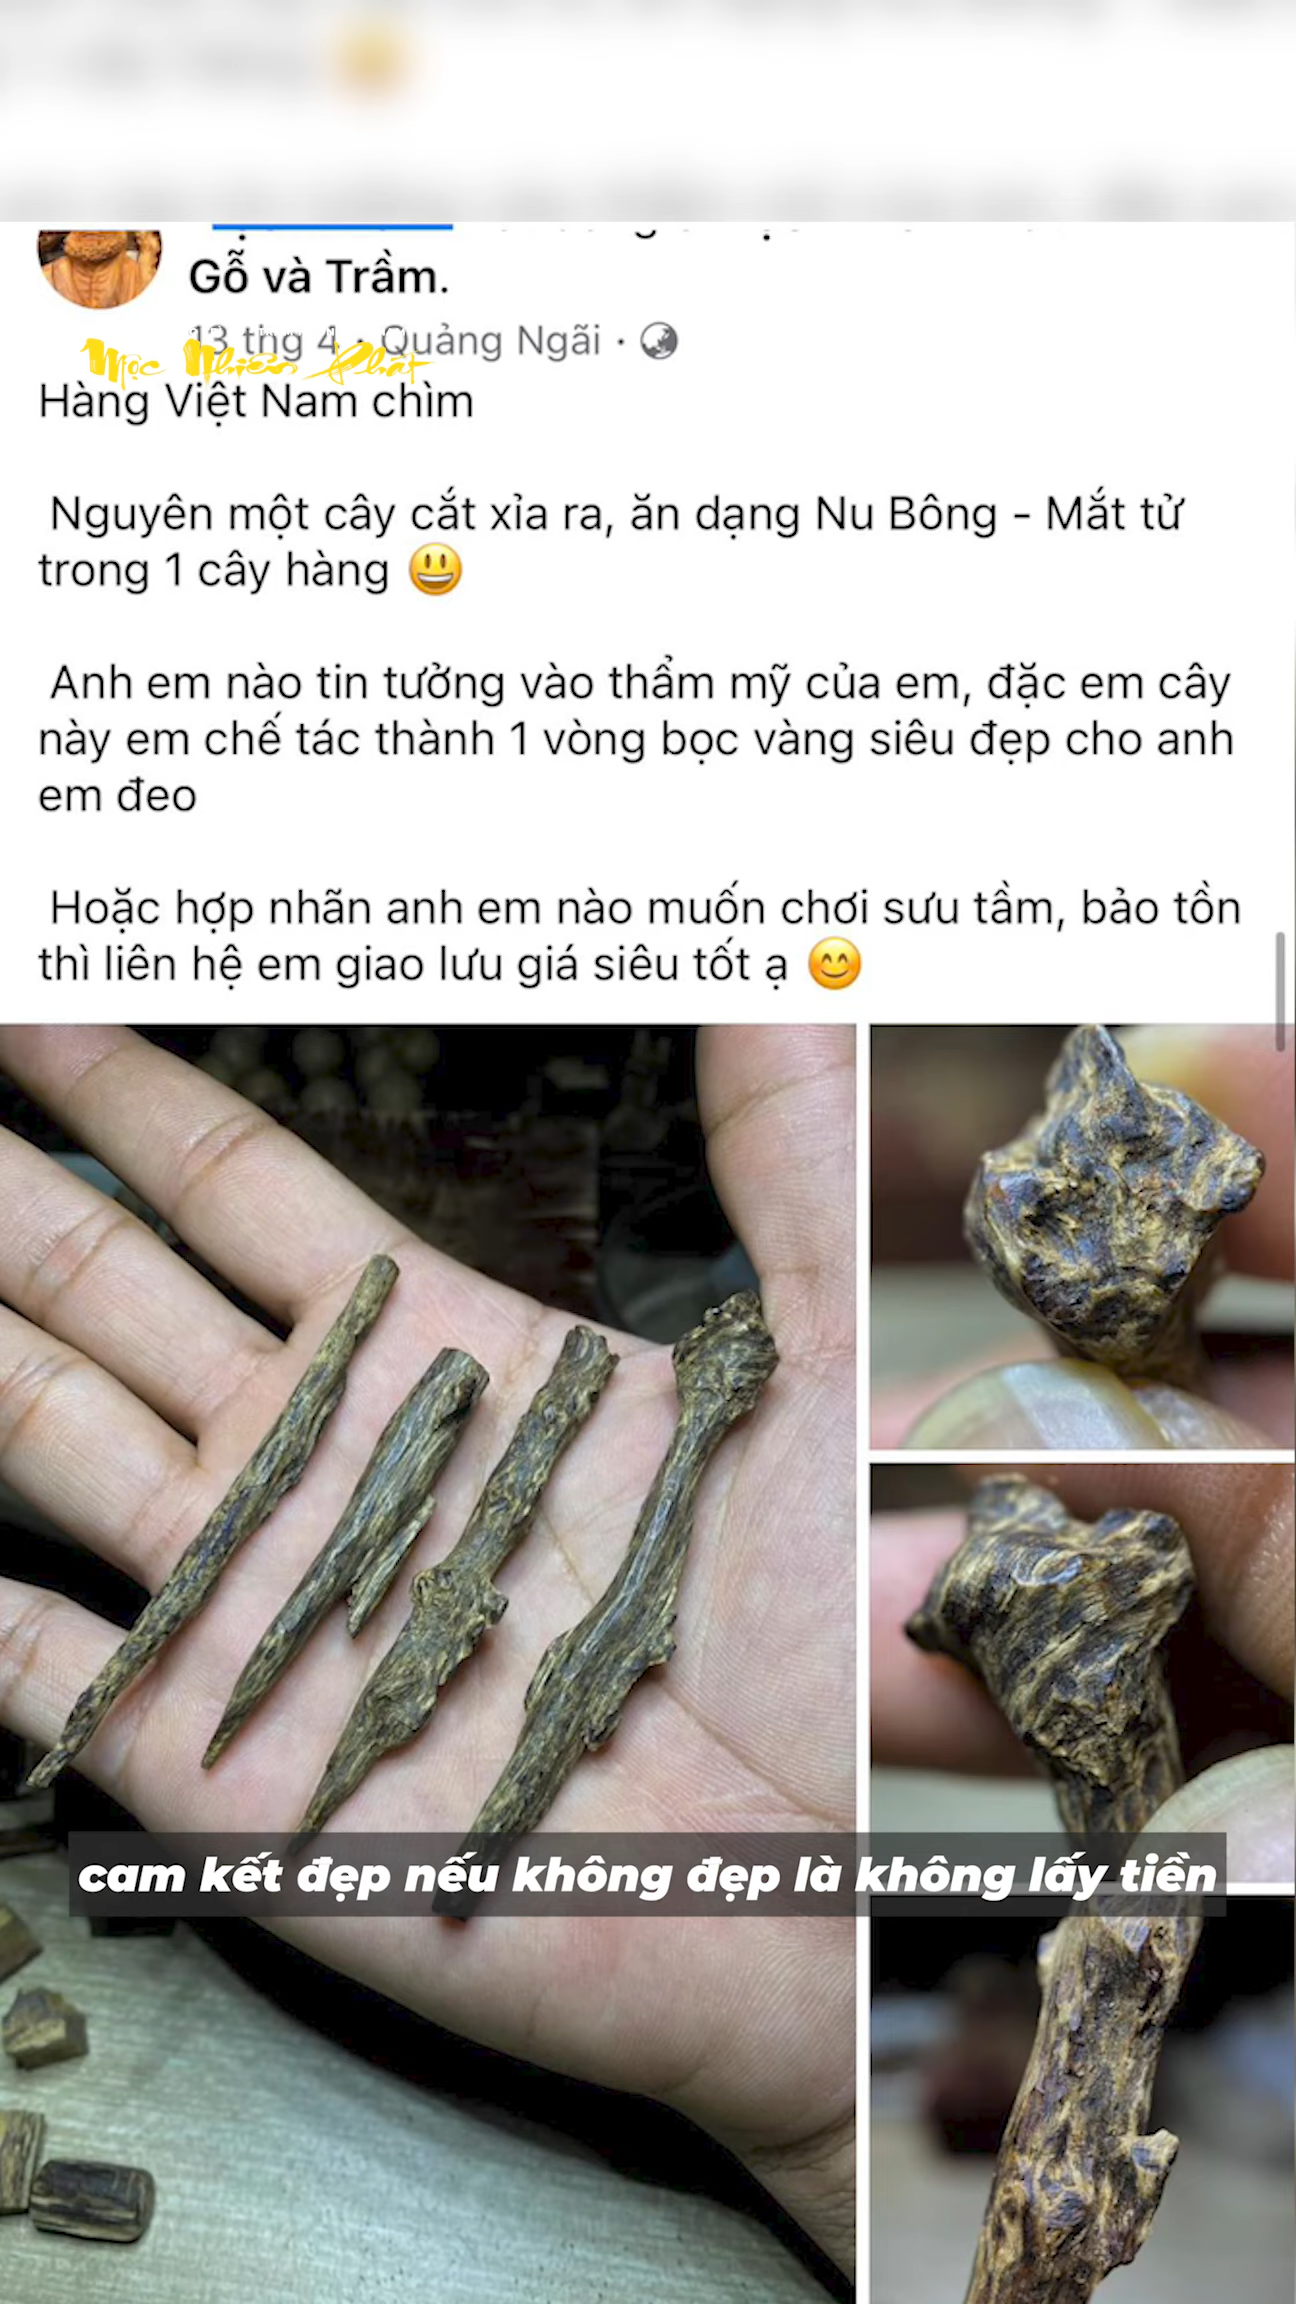 Gỗ và Trầm.
13 thg 4 · Quảng Ngãi ·
Mộc Nhiên Phát
Hàng Việt Nam chìm
Nguyên một cây cắt xỉa ra, ăn dạng Nu Bông - Mắt tử
trong 1 cây hàng 😃
Anh em nào tin tưởng vào thẩm mỹ của em, đặc em cây
này em chế tác thành 1 vòng bọc vàng siêu đẹp cho anh
em đeo
Hoặc hợp nhãn anh em nào muốn chơi sưu tầm, bảo tồn
thì liên hệ em giao lưu giá siêu tốt ạ 😊
cam kết đẹp nếu không đẹp là không lấy tiền